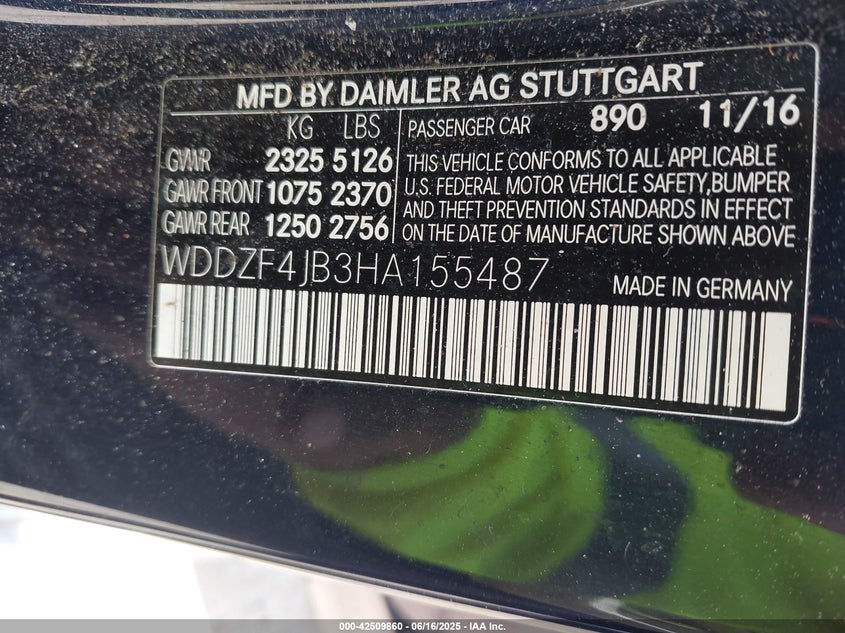 MFD BY DAIMLER AG STUTTGART
KG LBS
GVWR 2325 5126
GAWR FRONT 1075 2370
GAWR REAR 1250 2756
PASSENGER CAR 890 11/16
THIS VEHICLE CONFORMS TO ALL APPLICABLE
U.S. FEDERAL MOTOR VEHICLE SAFETY,BUMPER
AND THEFT PREVENTION STANDARDS IN EFFECT
ON THE DATE OF MANUFACTURE SHOWN ABOVE
WDDZF4JB3HA155487
MADE IN GERMANY
000-42509860 - 06/16/2025 - IAA Inc.